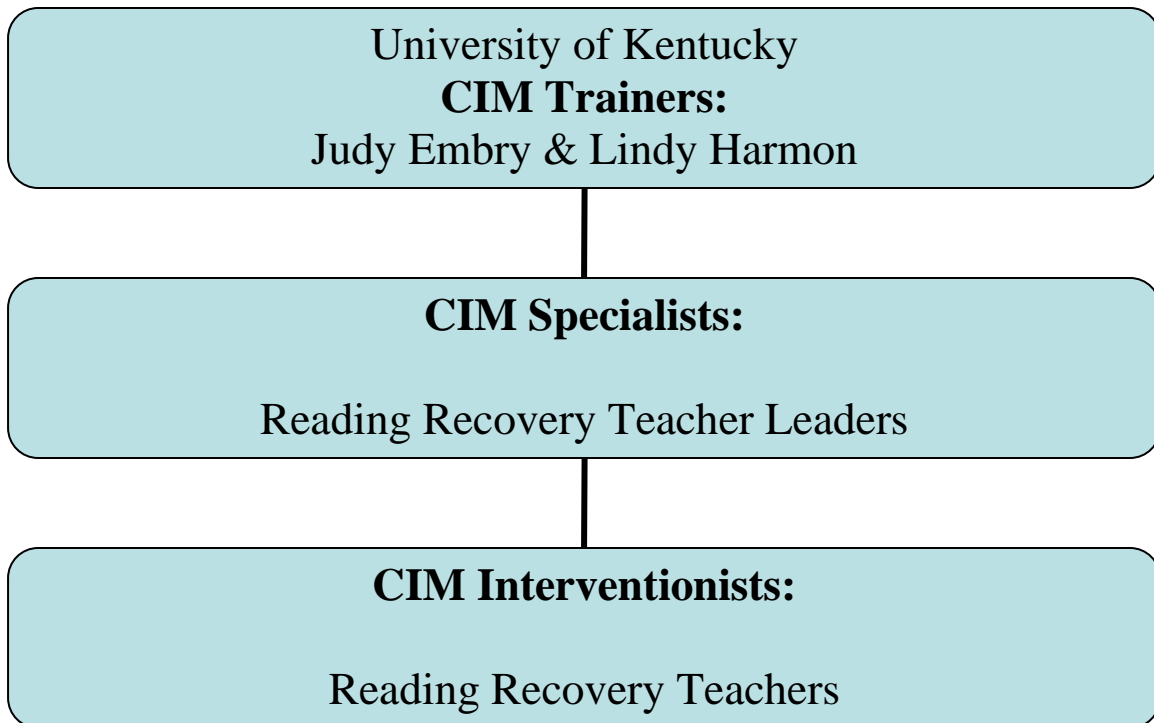 University of Kentucky
CIM Trainers:
Judy Embry & Lindy Harmon
CIM Specialists:
Reading Recovery Teacher Leaders
CIM Interventionists:
Reading Recovery Teachers